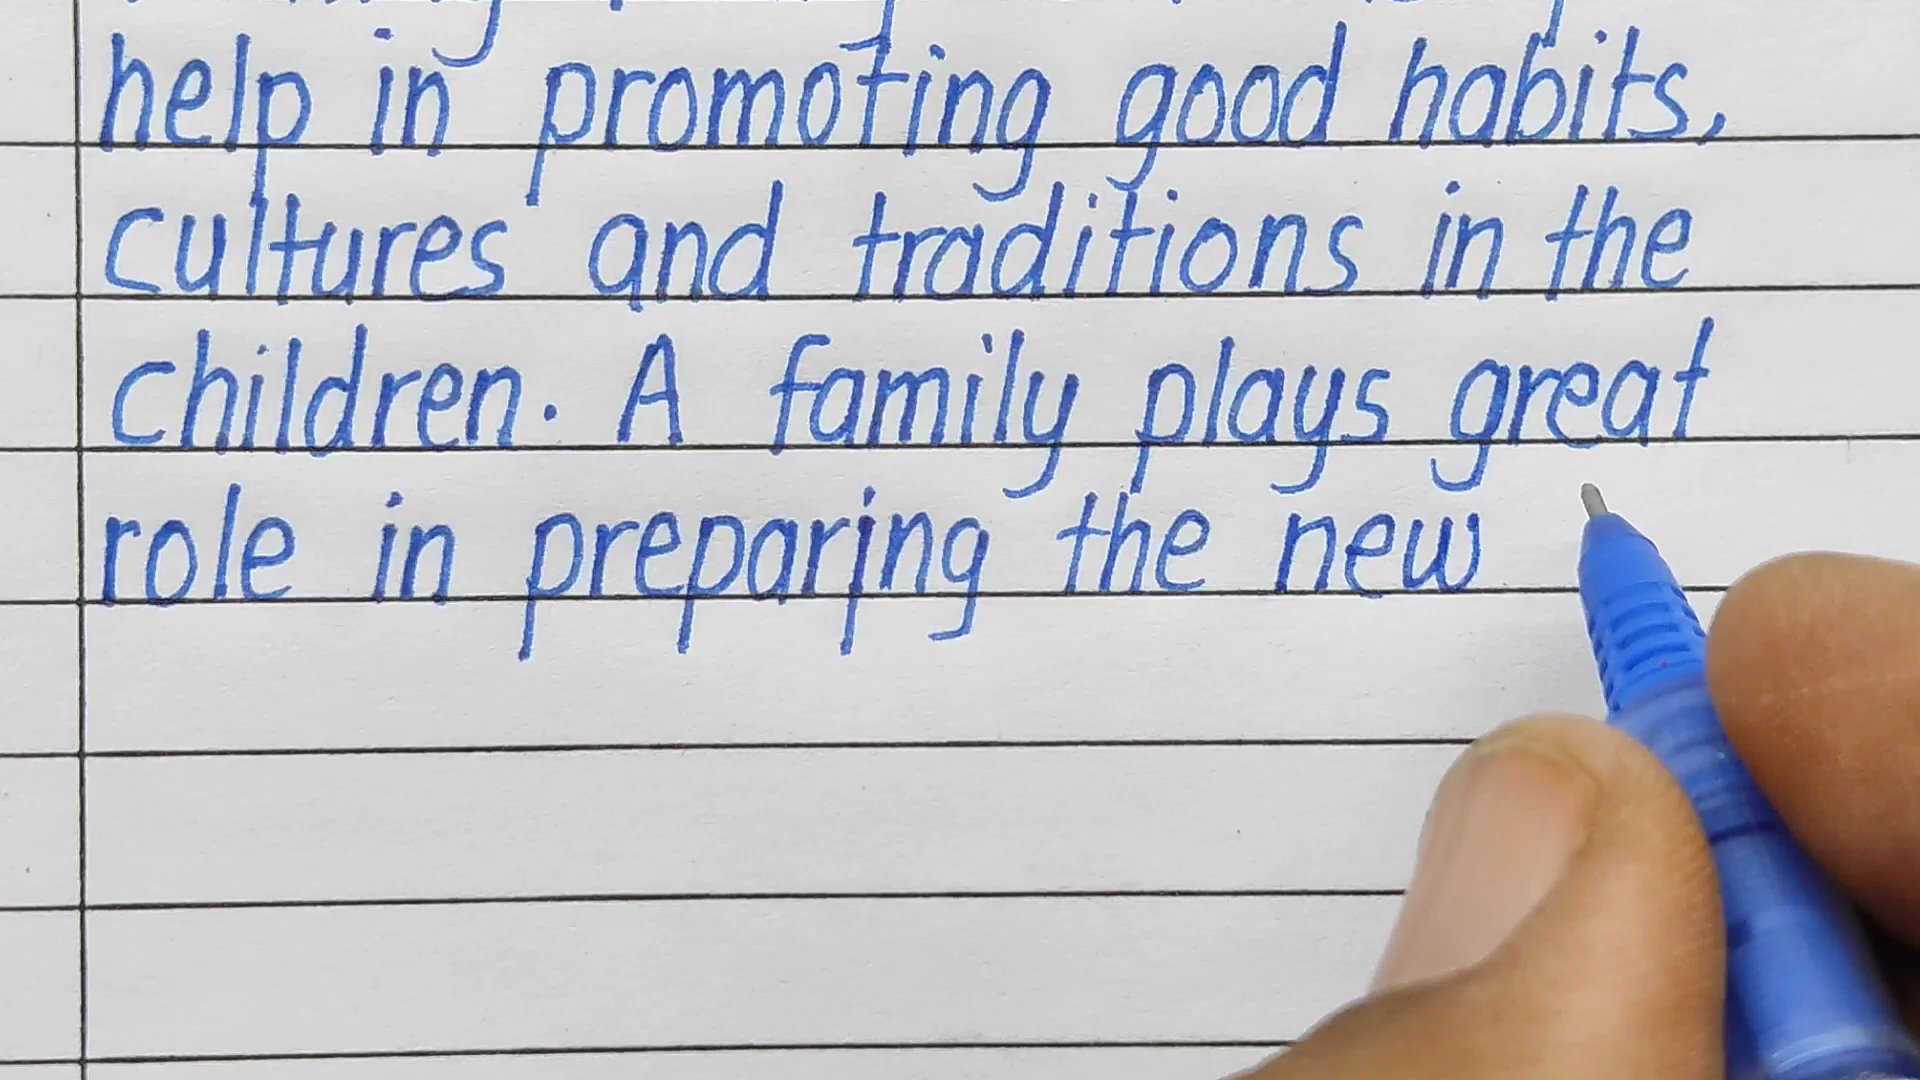 help in promoting good habits,
cultures and traditions in the
children. A family plays great
role in preparing the new